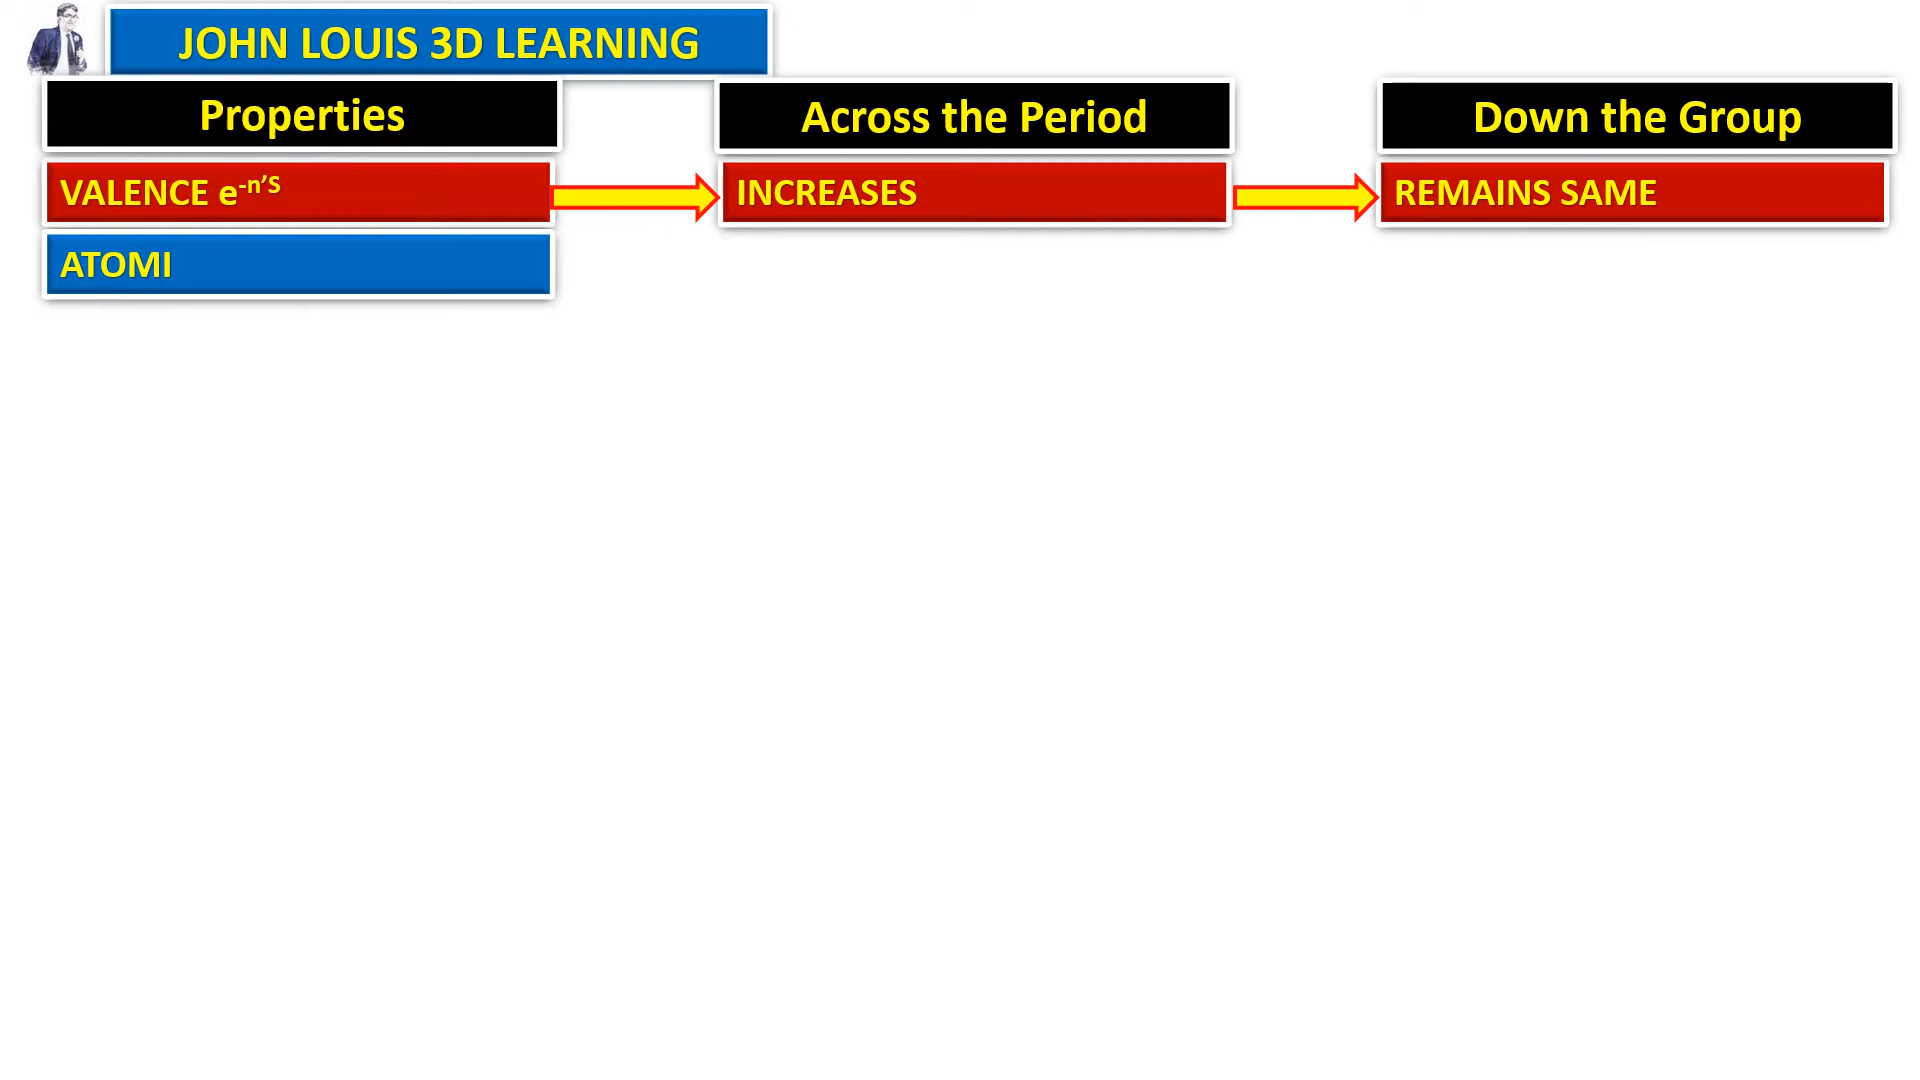 JOHN LOUIS 3D LEARNING
Properties
Across the Period
Down the Group
VALENCE e-n'S
INCREASES
REMAINS SAME
ATOMI